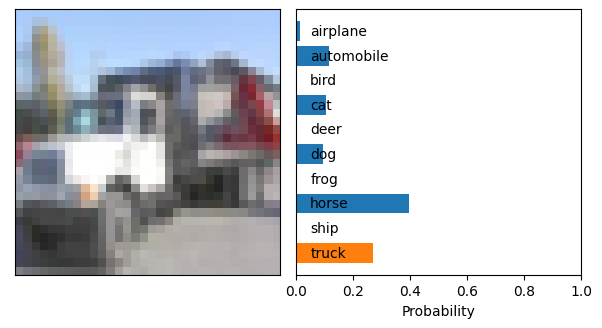 airplane
automobile
bird
cat
deer
dog
frog
horse
ship
truck
0.0 0.2 0.4 0.6 0.8 1.0
Probability